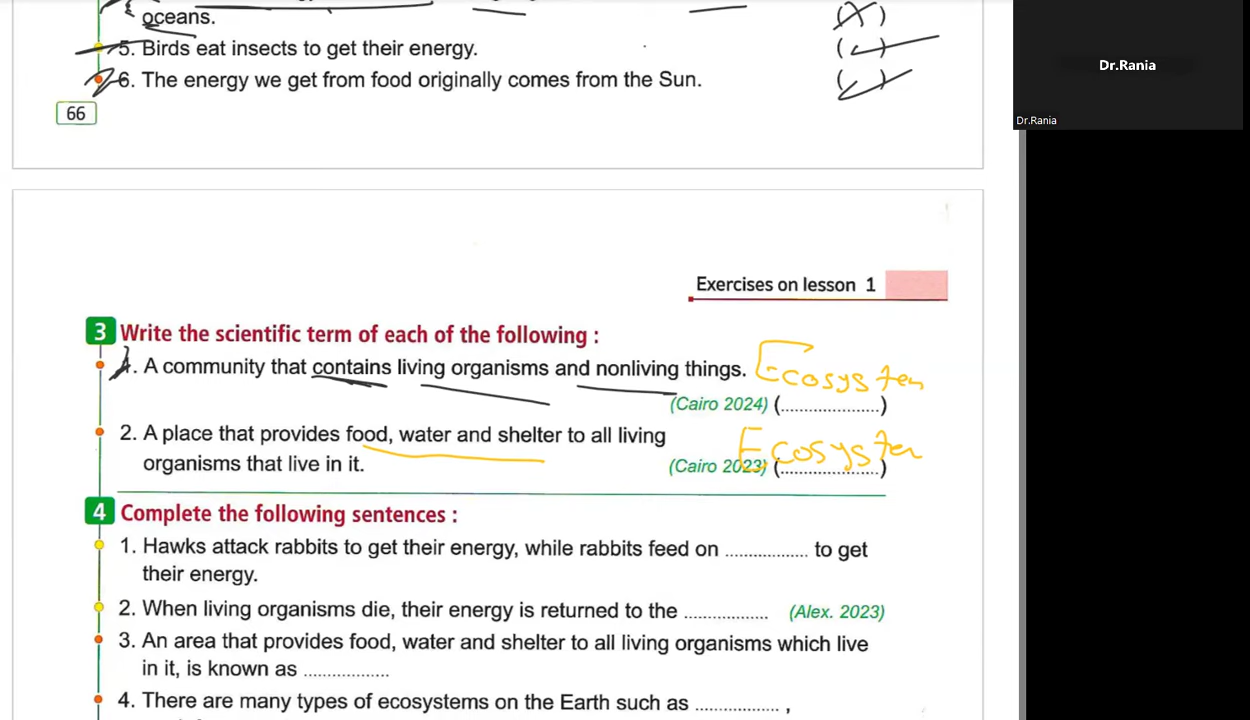 oceans.
(X)
5. Birds eat insects to get their energy.
(✓)
6. The energy we get from food originally comes from the Sun.
(✓)
66
Dr.Rania
Dr.Rania
Exercises on lesson 1
3 Write the scientific term of each of the following :
1. A community that contains living organisms and nonliving things.
Ecosystem
(Cairo 2024) (...................)
2. A place that provides food, water and shelter to all living
organisms that live in it.
Ecosystem
(Cairo 2023) (...................)
4 Complete the following sentences :
1. Hawks attack rabbits to get their energy, while rabbits feed on ................ to get
their energy.
2. When living organisms die, their energy is returned to the ................ (Alex. 2023)
3. An area that provides food, water and shelter to all living organisms which live
in it, is known as .................
4. There are many types of ecosystems on the Earth such as ................ ,